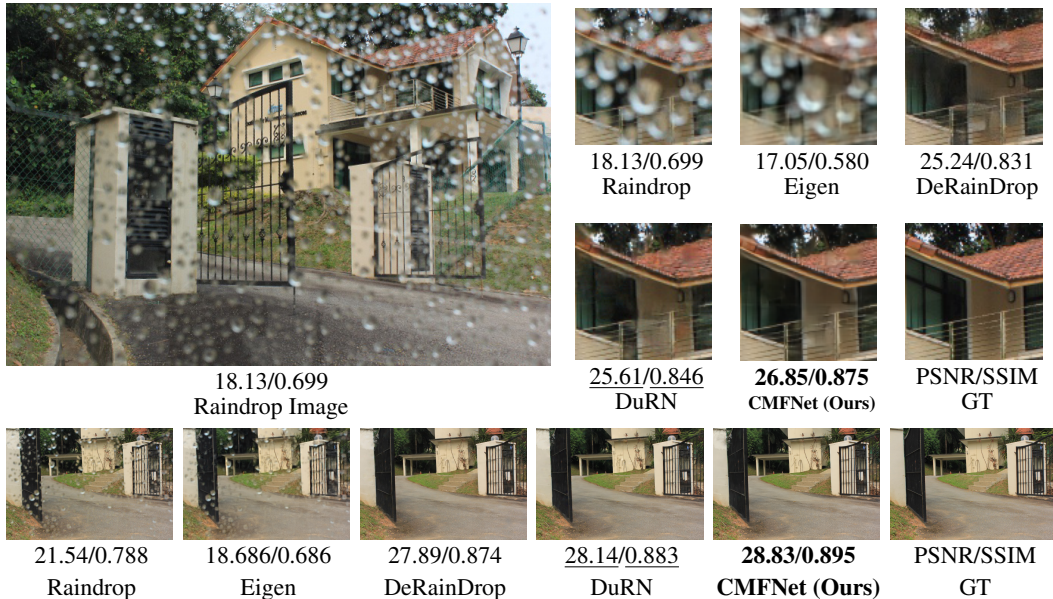 18.13/0.699 17.05/0.580 25.24/0.831
Raindrop Eigen DeRainDrop
18.13/0.699 25.61/0.846 26.85/0.875 PSNR/SSIM
Raindrop Image DuRN CMFNet (Ours) GT
21.54/0.788 18.686/0.686 27.89/0.874 28.14/0.883 28.83/0.895 PSNR/SSIM
Raindrop Eigen DeRainDrop DuRN CMFNet (Ours) GT